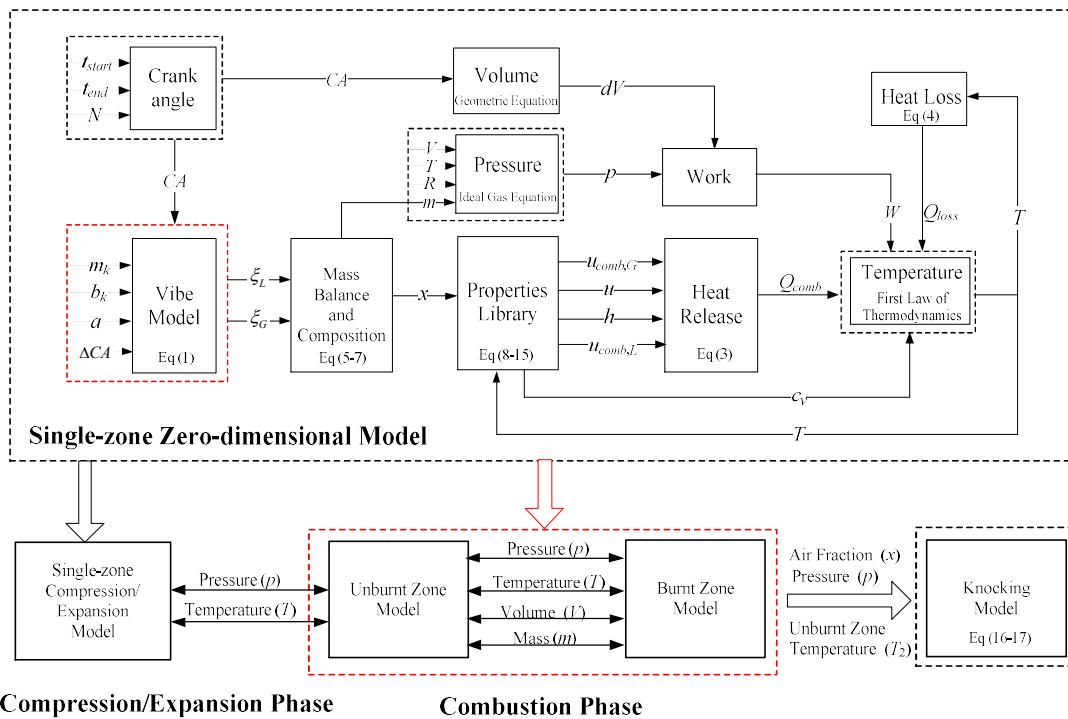 t_start
t_end
N
Crank
angle
CA
Volume
Geometric Equation
dV
Heat Loss
Eq (4)
CA
V
T
R
m
Pressure
Ideal Gas Equation
p
Work
W
Q_loss
T
m_k
b_k
a
ΔCA
Vibe
Model
Eq (1)
ξ_L
ξ_G
Mass
Balance
and
Composition
Eq (5-7)
x
Properties
Library
Eq (8-15)
u_comb,G
u
h
u_comb,L
Heat
Release
Eq (3)
Q_comb
Temperature
First Law of
Thermodynamics
c_v
T
Single-zone Zero-dimensional Model
Single-zone
Compression/
Expansion
Model
Pressure (p)
Temperature (T)
Unburnt Zone
Model
Pressure (p)
Temperature (T)
Volume (V)
Mass (m)
Burnt Zone
Model
Air Fraction (x)
Pressure (p)
Unburnt Zone
Temperature (T₂)
Knocking
Model
Eq (16-17)
Compression/Expansion Phase
Combustion Phase